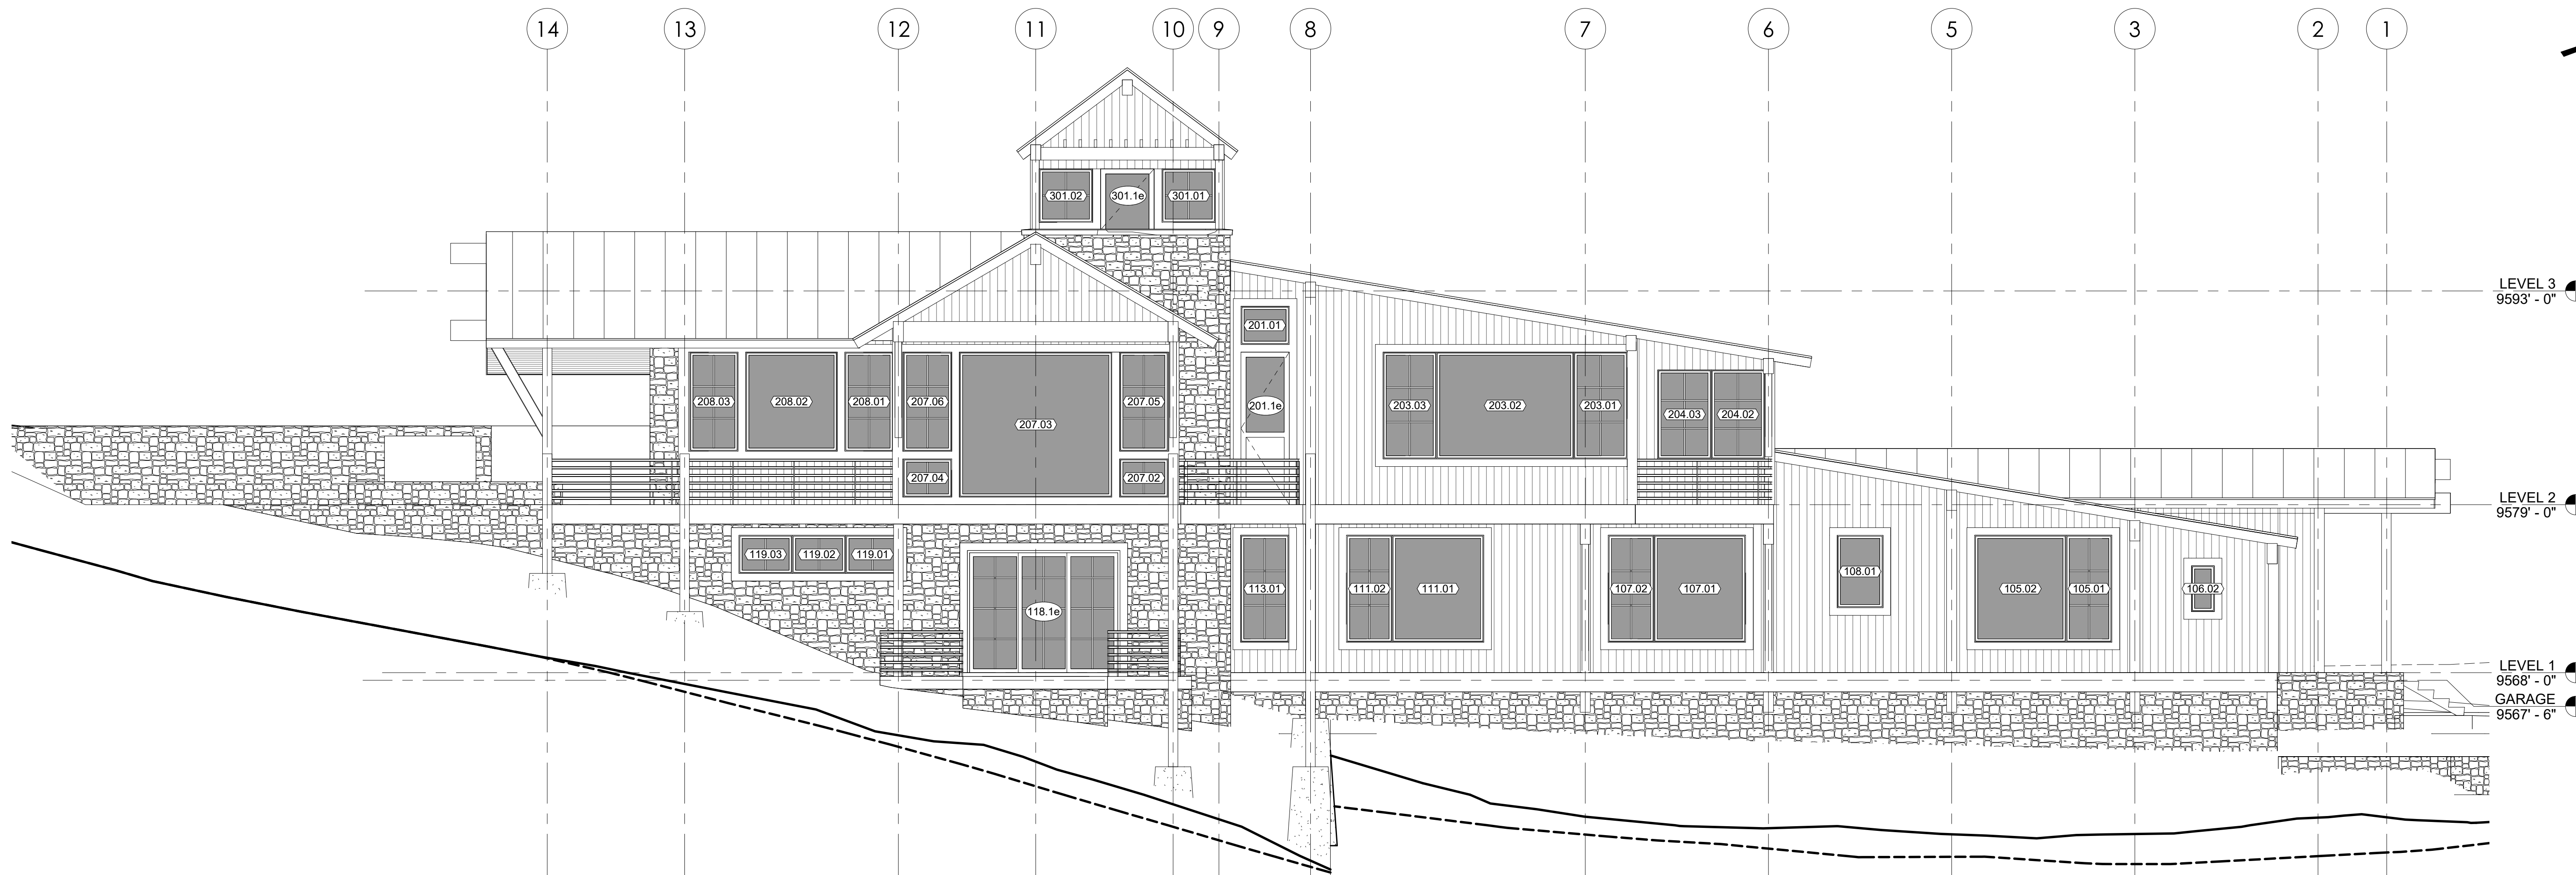 14 13 12 11 10 9 8 7 6 5 3 2 1
301.02 301.1e 301.01
LEVEL 3
9593' - 0"
201.01
208.03 208.02 208.01 207.06 207.03 207.05 201.1e 203.03 203.02 203.01 204.03 204.02
207.04 207.02
LEVEL 2
9579' - 0"
119.03 119.02 119.01 118.1e 113.01 111.02 111.01 107.02 107.01 108.01 105.02 105.01 106.02
LEVEL 1
9568' - 0"
GARAGE
9567' - 6"